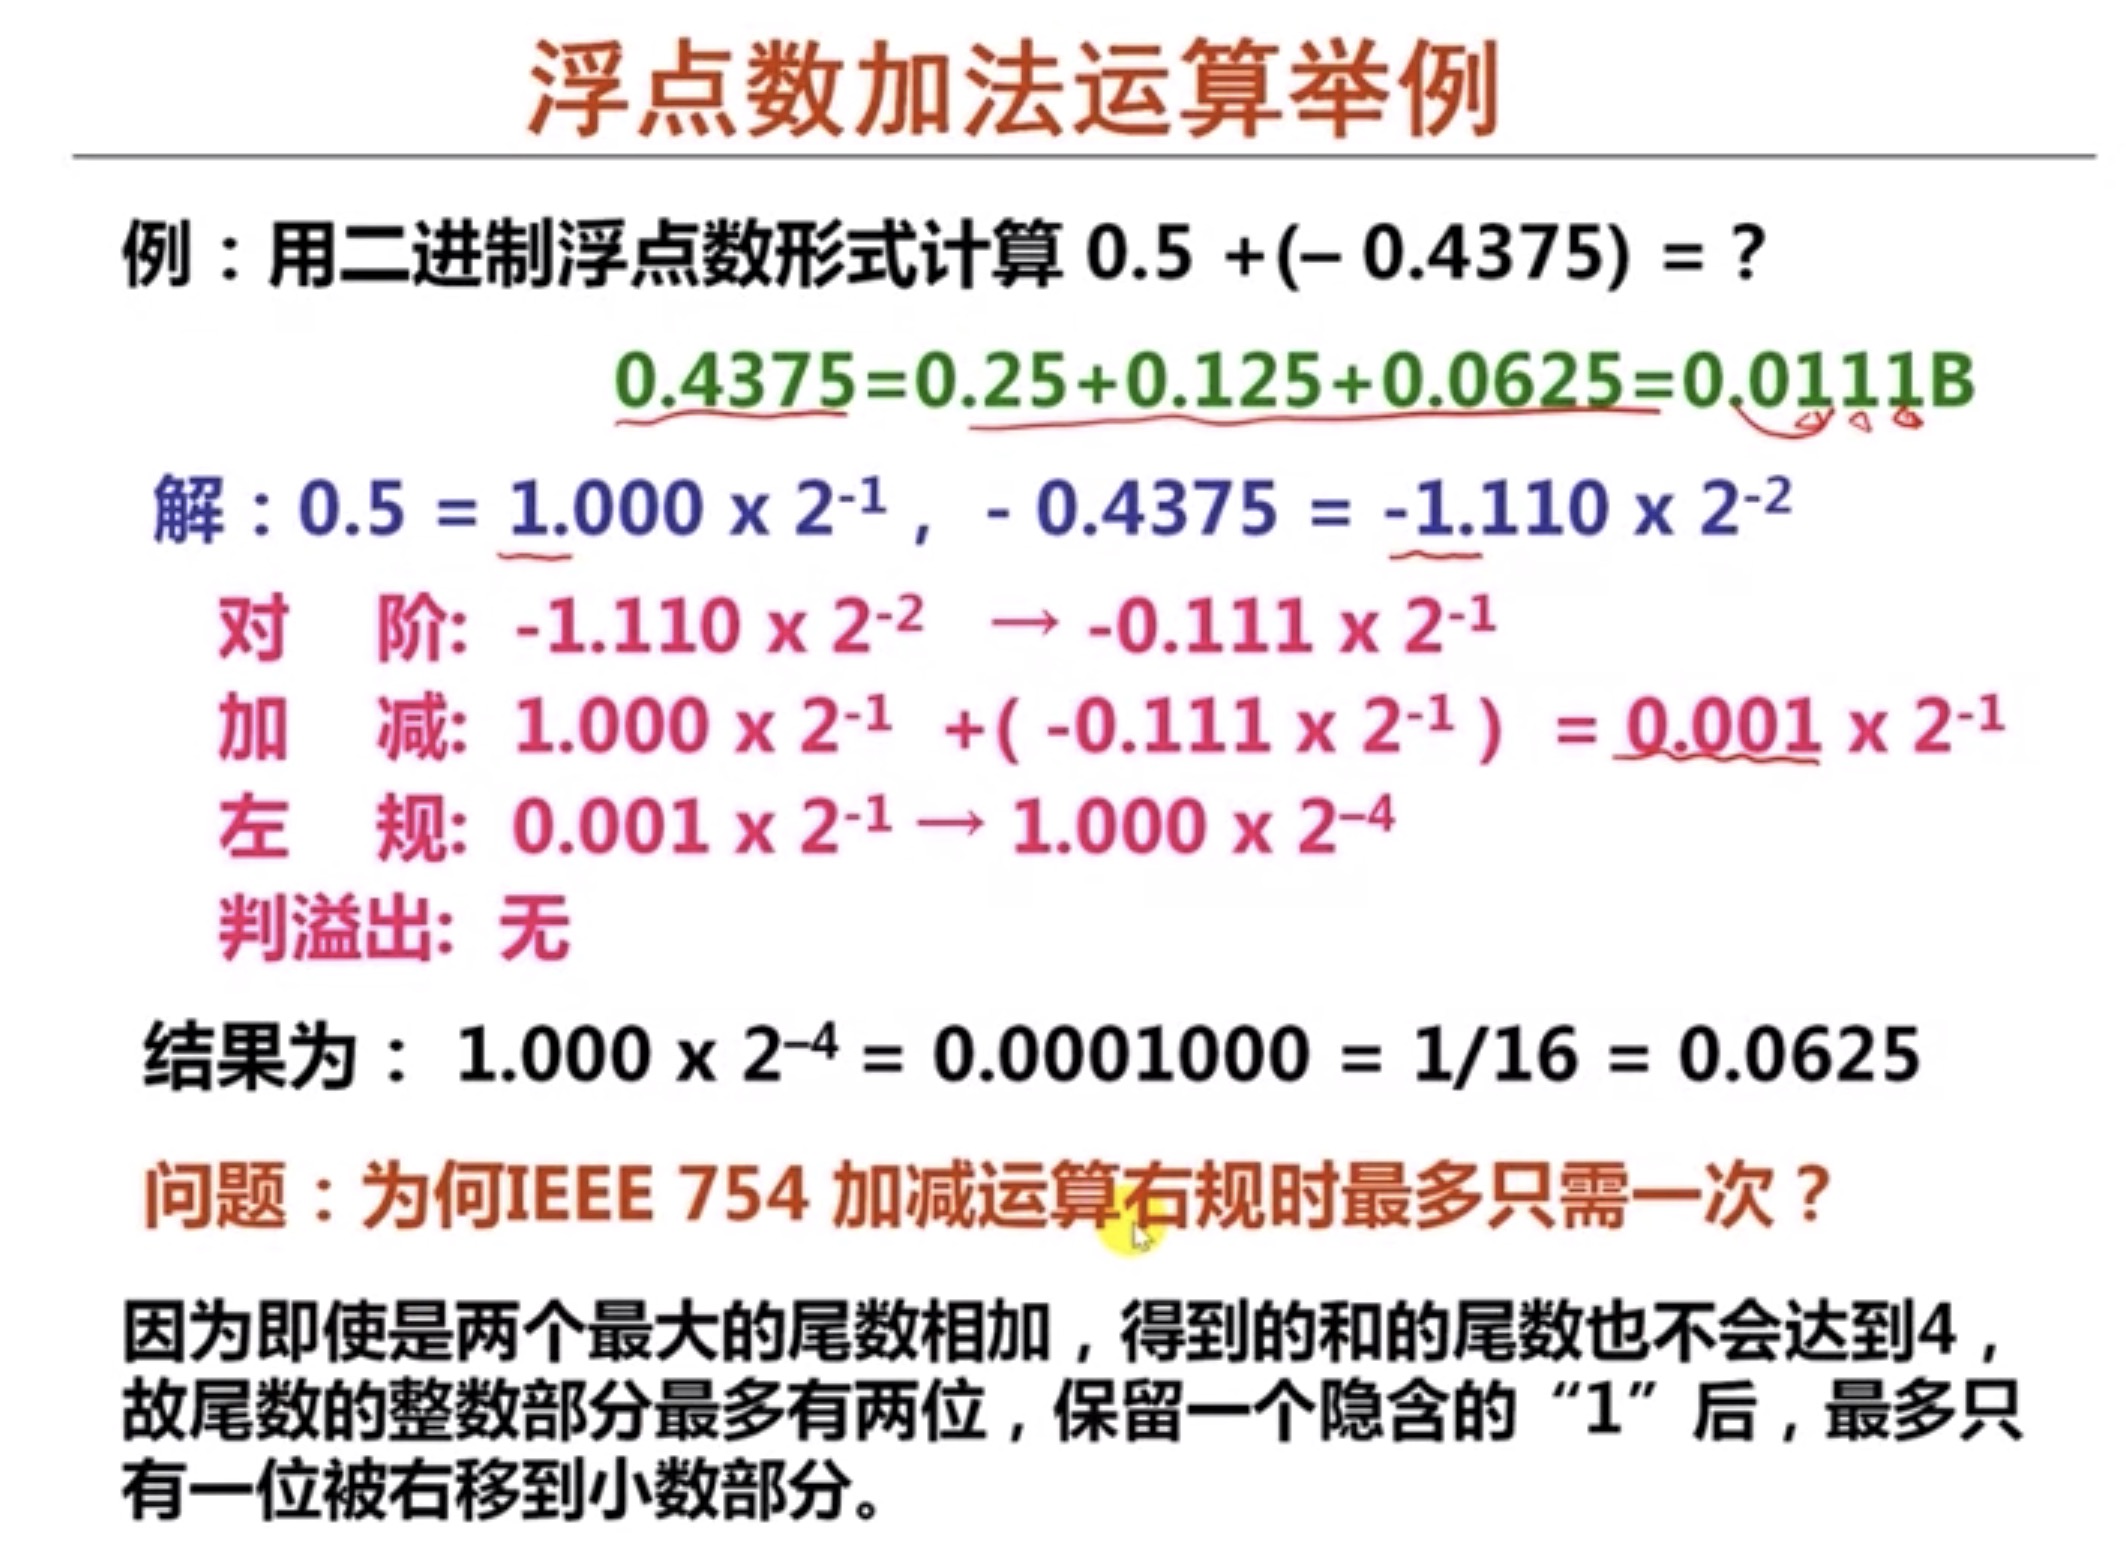 浮点数加法运算举例
例：用二进制浮点数形式计算 0.5 +(– 0.4375) = ?
0.4375=0.25+0.125+0.0625=0.0111B
解：0.5 = 1.000 x 2⁻¹ ,  - 0.4375 = -1.110 x 2⁻²
对 阶: -1.110 x 2⁻² → -0.111 x 2⁻¹
加 减: 1.000 x 2⁻¹ +( -0.111 x 2⁻¹ ) = 0.001 x 2⁻¹
左 规: 0.001 x 2⁻¹ → 1.000 x 2⁻⁴
判溢出: 无
结果为： 1.000 x 2⁻⁴ = 0.0001000 = 1/16 = 0.0625
问题：为何IEEE 754 加减运算右规时最多只需一次？
因为即使是两个最大的尾数相加，得到的和的尾数也不会达到4，
故尾数的整数部分最多有两位，保留一个隐含的“1”后，最多只
有一位被右移到小数部分。